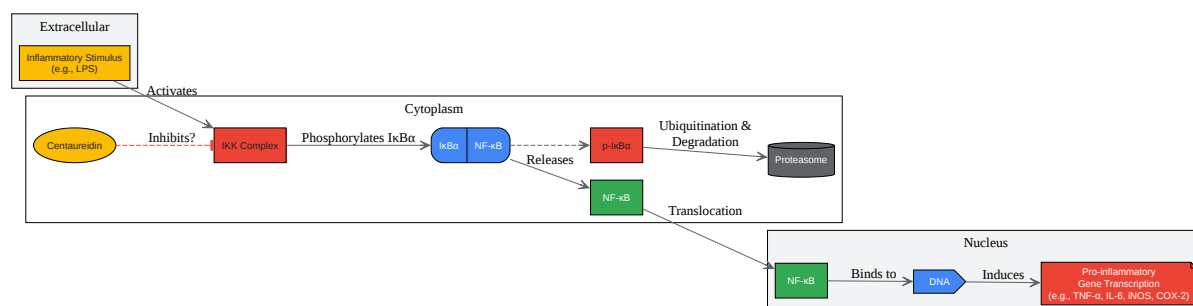 Extracellular
Inflammatory Stimulus
(e.g., LPS)
Activates
Cytoplasm
Centaureidin
Inhibits?
IKK Complex
Phosphorylates IκBα
IκBα
NF-κB
Releases
p-IκBα
Ubiquitination &
Degradation
Proteasome
NF-κB
Translocation
Nucleus
NF-κB
Binds to
DNA
Induces
Pro-inflammatory
Gene Transcription
(e.g., TNF-α, IL-6, iNOS, COX-2)